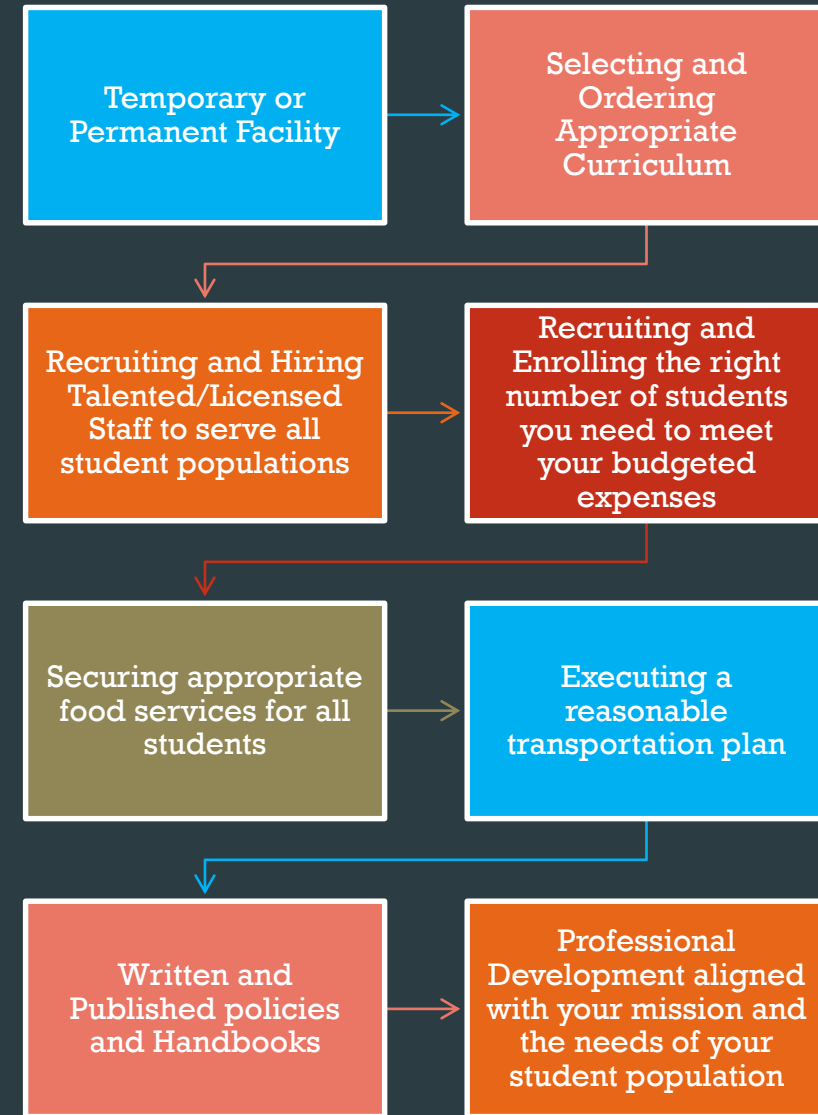 Temporary or
Permanent Facility
Selecting and
Ordering
Appropriate
Curriculum
Recruiting and Hiring
Talented/Licensed
Staff to serve all
student populations
Recruiting and
Enrolling the right
number of students
you need to meet
your budgeted
expenses
Securing appropriate
food services for all
students
Executing a
reasonable
transportation plan
Written and
Published policies
and Handbooks
Professional
Development aligned
with your mission and
the needs of your
student population